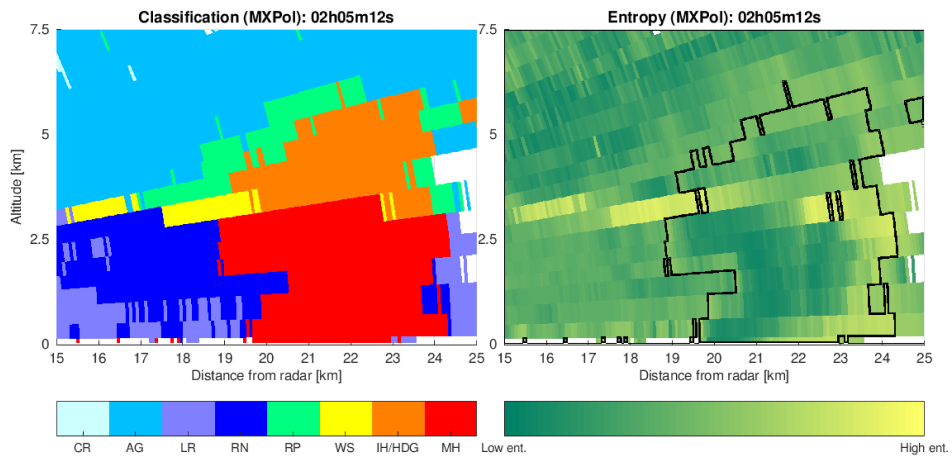 Classification (MXPol): 02h05m12s
7.5
5
2.5
0
Altitude [km]
15 16 17 18 19 20 21 22 23 24 25
Distance from radar [km]
CR AG LR RN RP WS IH/HDG MH
Entropy (MXPol): 02h05m12s
7.5
5
2.5
0
15 16 17 18 19 20 21 22 23 24 25
Distance from radar [km]
Low ent. High ent.